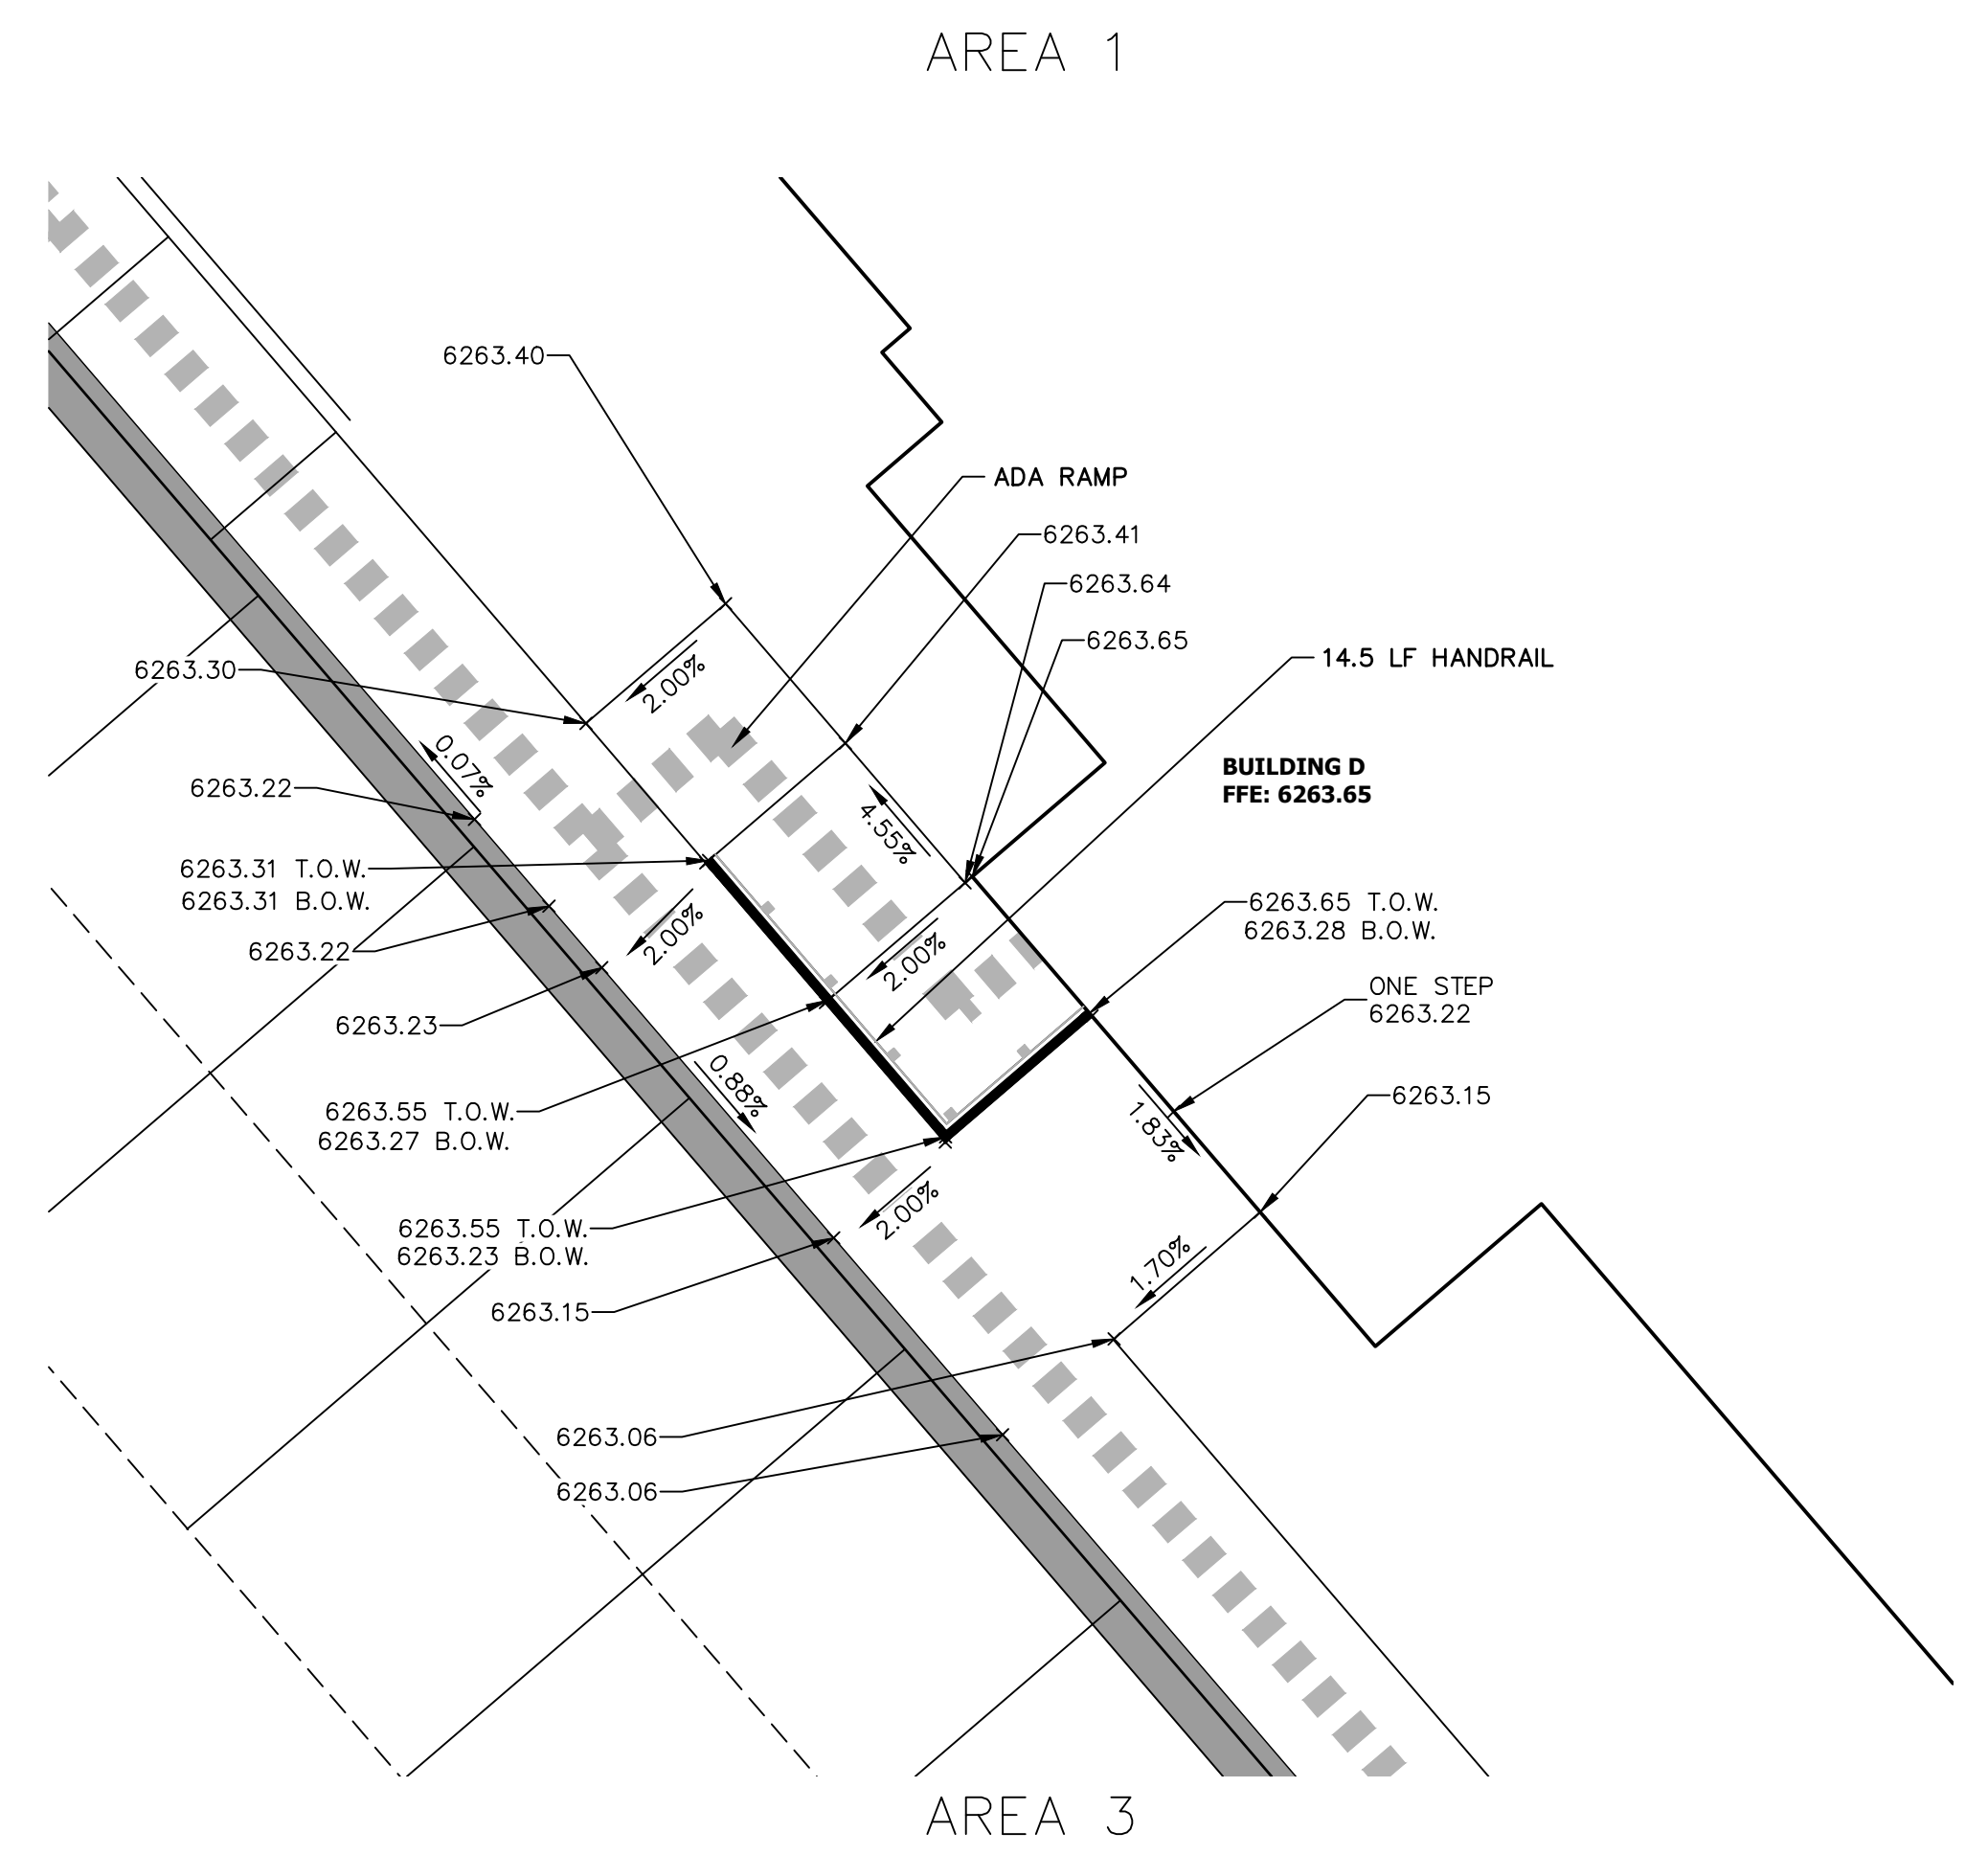 AREA 1
6263.40
ADA RAMP
6263.41
6263.64
6263.65
14.5 LF HANDRAIL
6263.30
2.00%
0.07%
6263.22
BUILDING D
FFE: 6263.65
4.55%
6263.31 T.O.W.
6263.31 B.O.W.
6263.22
2.00%
2.00%
6263.65 T.O.W.
6263.28 B.O.W.
ONE STEP
6263.22
6263.23
0.88%
6263.55 T.O.W.
6263.27 B.O.W.
1.83%
6263.15
6263.55 T.O.W.
6263.23 B.O.W.
2.00%
1.70%
6263.15
6263.06
6263.06
AREA 3